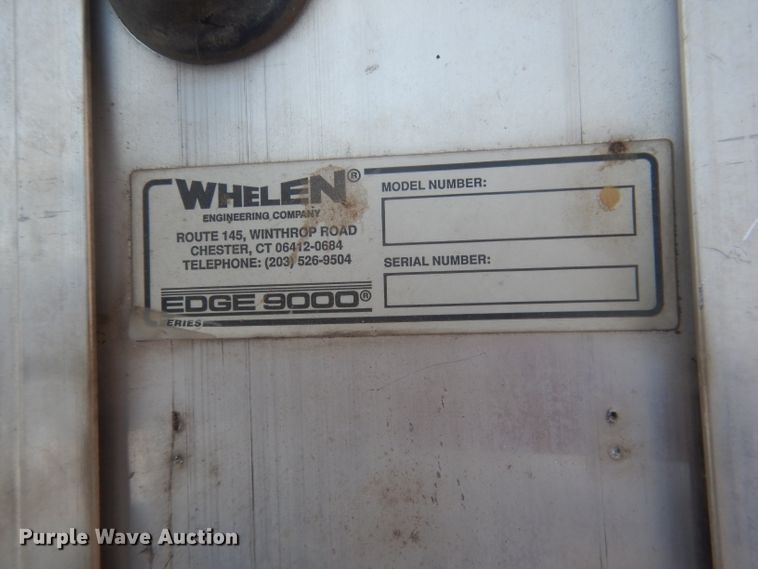 WHELEN®
ENGINEERING COMPANY
ROUTE 145, WINTHROP ROAD
CHESTER, CT 06412-0684
TELEPHONE: (203) 526-9504
EDGE 9000®
ERIES
MODEL NUMBER:
SERIAL NUMBER:
Purple Wave Auction